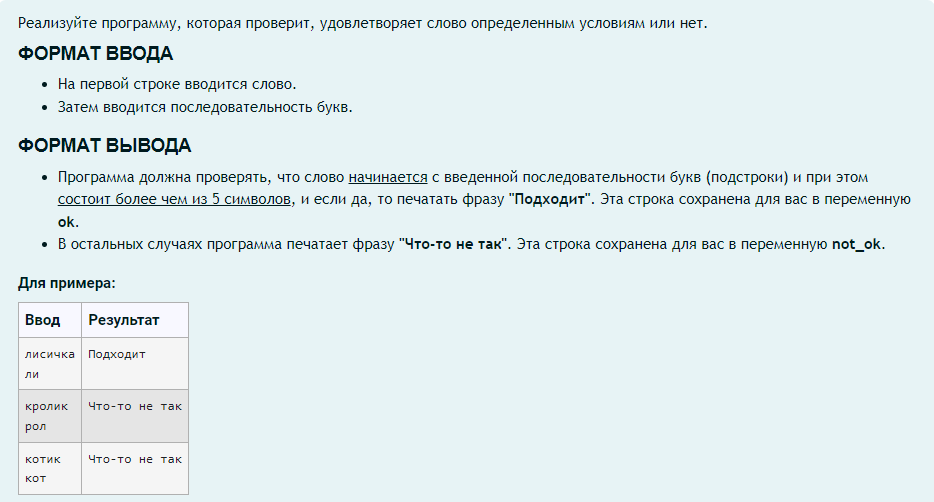 Реализуйте программу, которая проверит, удовлетворяет слово определенным условиям или нет.
ФОРМАТ ВВОДА
• На первой строке вводится слово.
• Затем вводится последовательность букв.
ФОРМАТ ВЫВОДА
• Программа должна проверять, что слово начинается с введенной последовательности букв (подстроки) и при этом
состоит более чем из 5 символов, и если да, то печатать фразу "Подходит". Эта строка сохранена для вас в переменную
ok.
• В остальных случаях программа печатает фразу "Что-то не так". Эта строка сохранена для вас в переменную not_ok.
Для примера:
Ввод Результат
лисичка Подходит
ли
кролик Что-то не так
рол
котик Что-то не так
кот